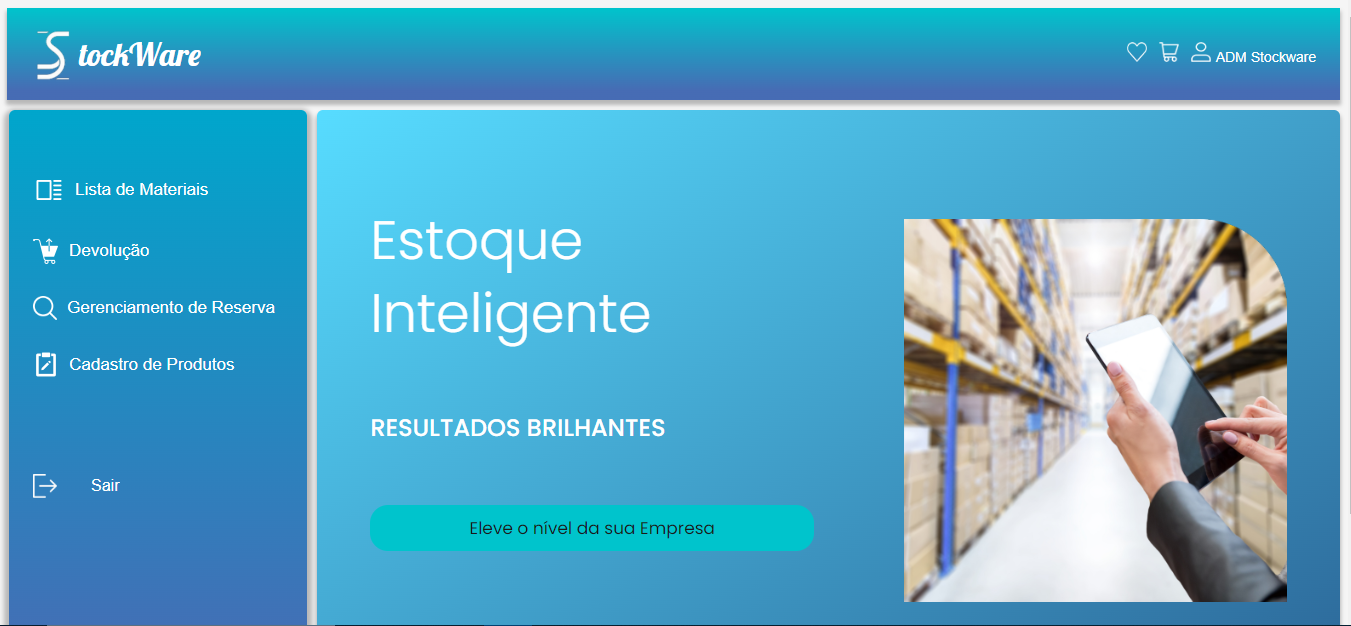 StockWare
ADM Stockware
Lista de Materiais
Devolução
Gerenciamento de Reserva
Cadastro de Produtos
Sair
Estoque
Inteligente
RESULTADOS BRILHANTES
Eleve o nível da sua Empresa